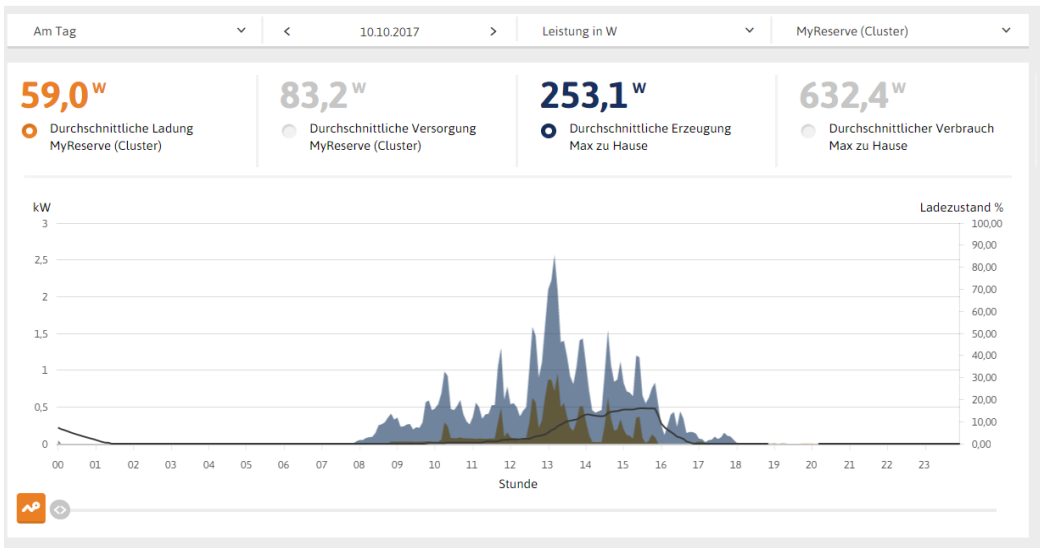 Am Tag
10.10.2017
Leistung in W
MyReserve (Cluster)
59,0 W
Durchschnittliche Ladung
MyReserve (Cluster)
83,2 W
Durchschnittliche Versorgung
MyReserve (Cluster)
253,1 W
Durchschnittliche Erzeugung
Max zu Hause
632,4 W
Durchschnittlicher Verbrauch
Max zu Hause
kW
3
2,5
2
1,5
1
0,5
0
Ladezustand %
100,00
90,00
80,00
70,00
60,00
50,00
40,00
30,00
20,00
10,00
0,00
00 01 02 03 04 05 06 07 08 09 10 11 12 13 14 15 16 17 18 19 20 21 22 23
Stunde